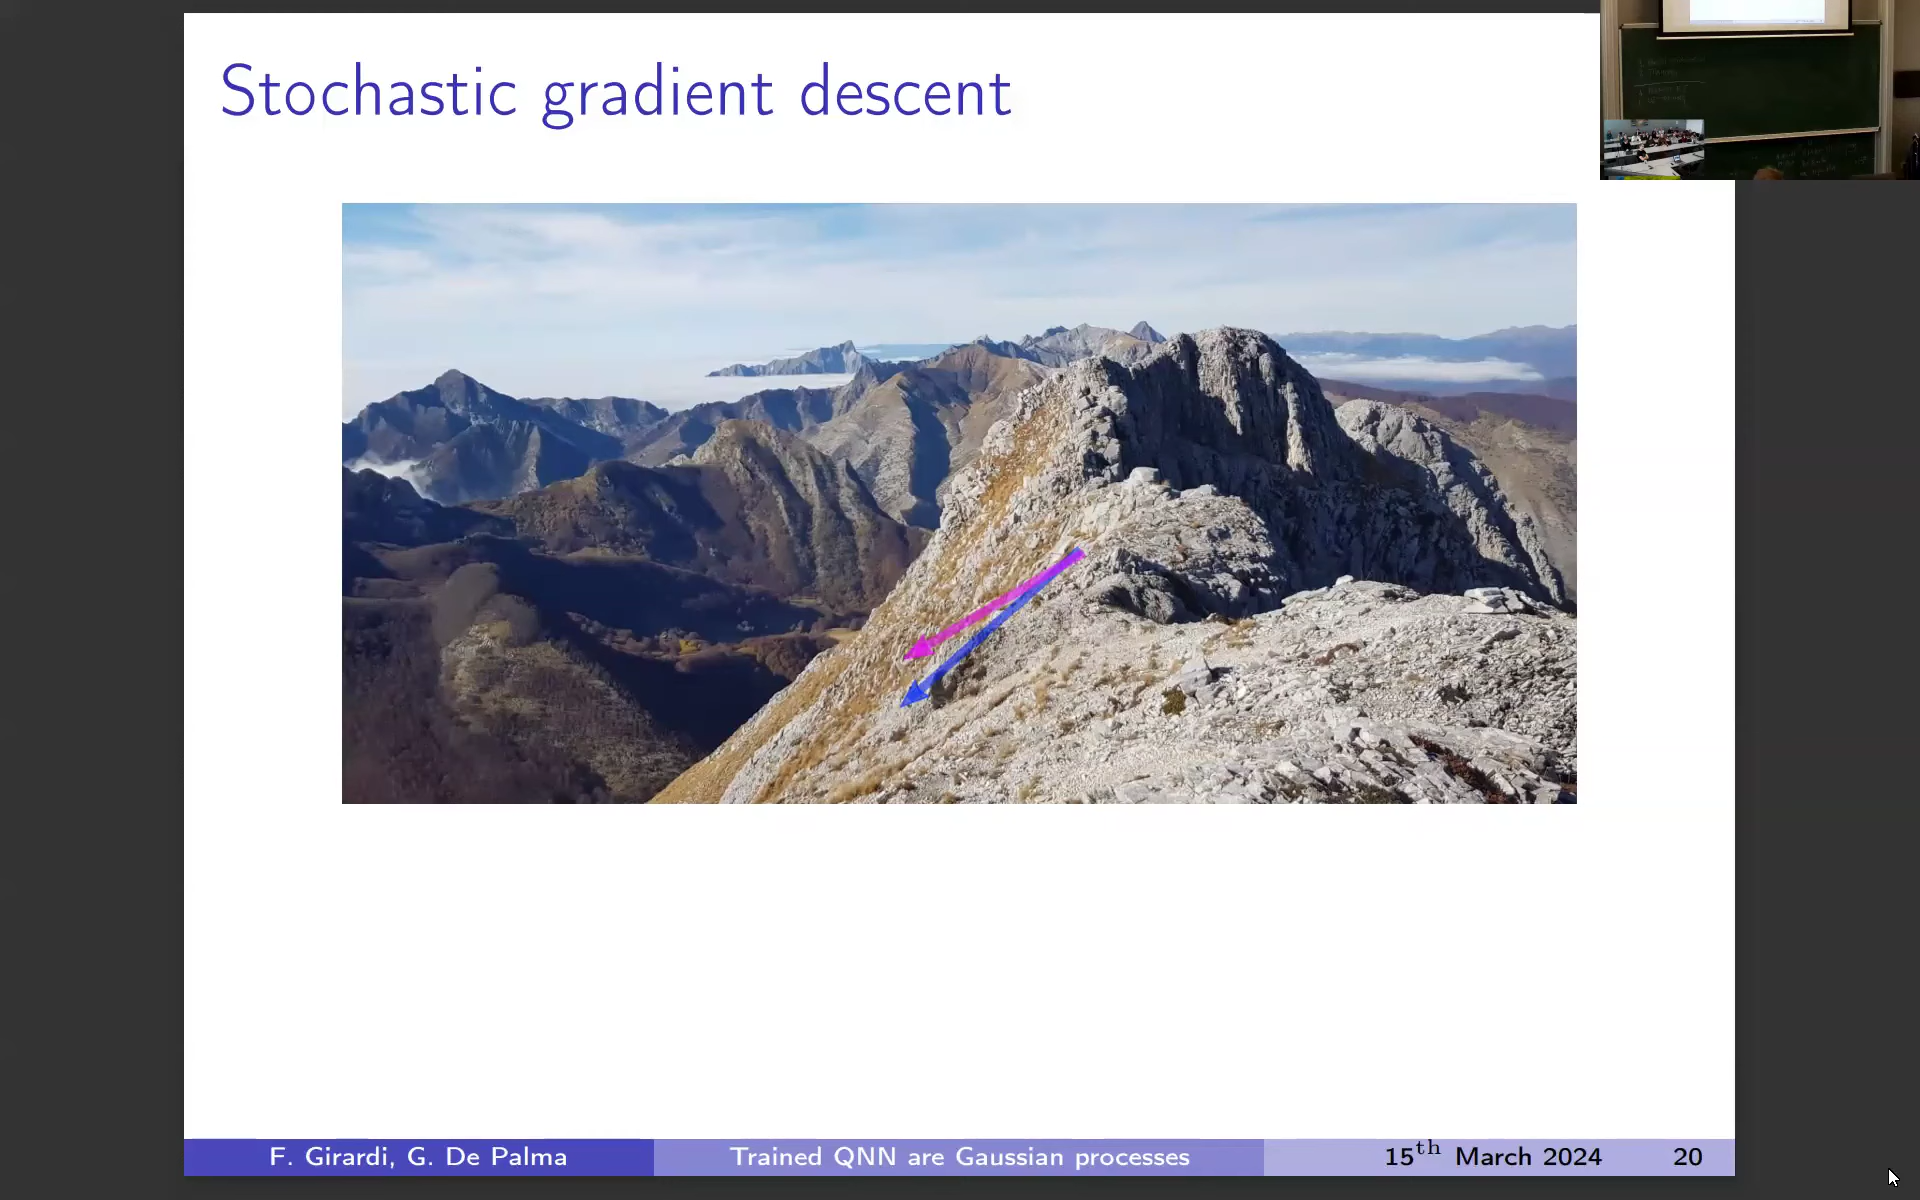 Stochastic gradient descent
F. Girardi, G. De Palma
Trained QNN are Gaussian processes
15th March 2024
20